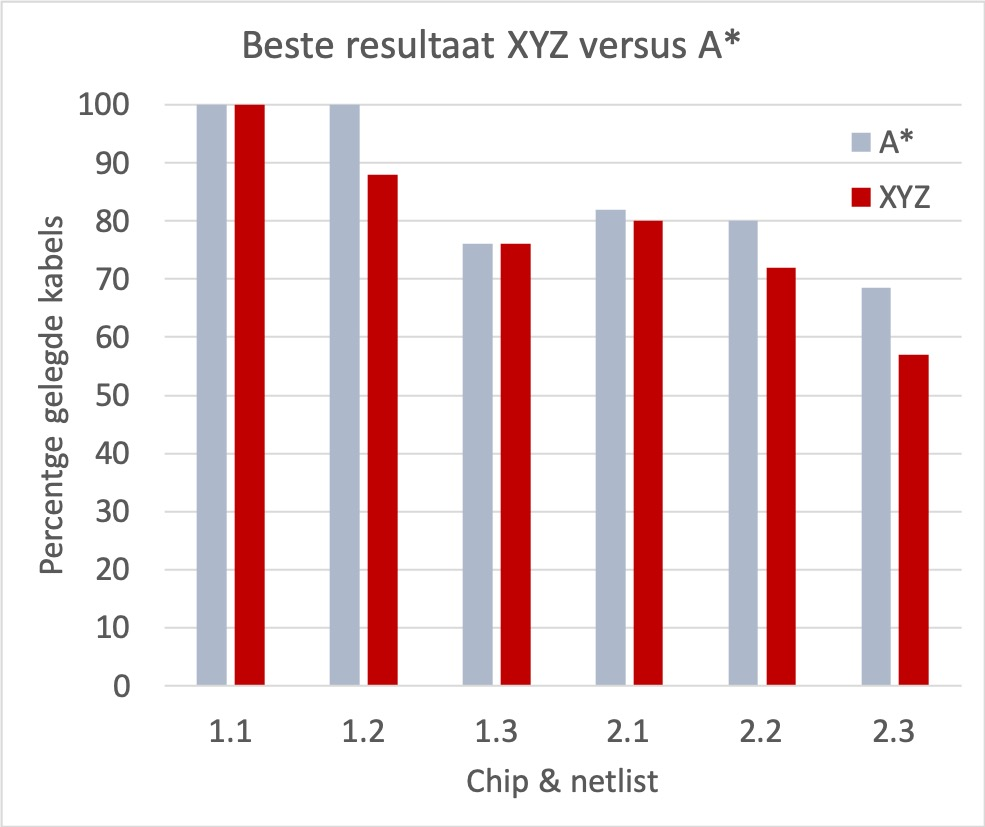 Beste resultaat XYZ versus A*
Percentge gelegde kabels
100
90
80
70
60
50
40
30
20
10
0
A*
XYZ
1.1 1.2 1.3 2.1 2.2 2.3
Chip & netlist